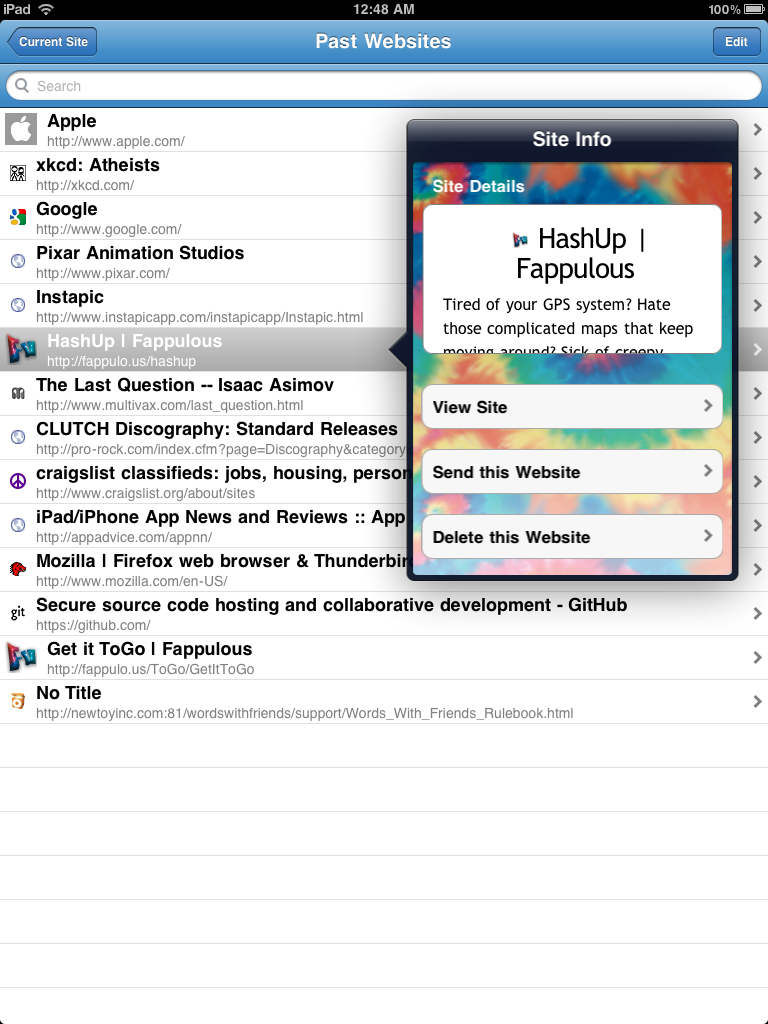 iPad 12:48 AM 100%
Current Site Past Websites Edit
Search
Apple
http://www.apple.com/
xkcd: Atheists
http://xkcd.com/
Google
http://www.google.com/
Pixar Animation Studios
http://www.pixar.com/
Instapic
http://www.instapicapp.com/instapicapp/Instapic.html
HashUp | Fappulous
http://fappulo.us/hashup
The Last Question -- Isaac Asimov
http://www.multivax.com/last_question.html
CLUTCH Discography: Standard Releases
http://pro-rock.com/index.cfm?page=Discography&category
craigslist classifieds: jobs, housing, person
http://www.craigslist.org/about/sites
iPad/iPhone App News and Reviews :: App
http://appadvice.com/appnn/
Mozilla | Firefox web browser & Thunderbir
http://www.mozilla.com/en-US/
git Secure source code hosting and collaborative development - GitHub
https://github.com/
Get it ToGo | Fappulous
http://fappulo.us/ToGo/GetItToGo
No Title
http://newtoyinc.com:81/wordswithfriends/support/Words_With_Friends_Rulebook.html
Site Info
Site Details
HashUp |
Fappulous
Tired of your GPS system? Hate
those complicated maps that keep
moving around? Sick of creepy
View Site
Send this Website
Delete this Website